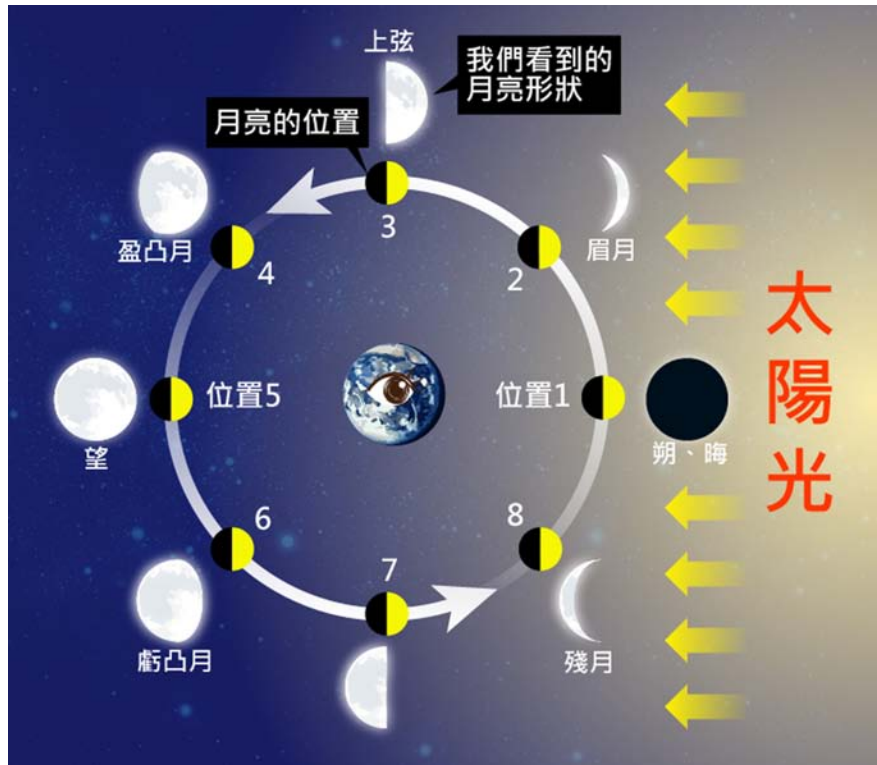 上弦
我們看到的
月亮形狀
月亮的位置
3
盈凸月
4
2
眉月
太陽光
望
位置5
位置1
朔、晦
6
8
7
虧凸月
殘月